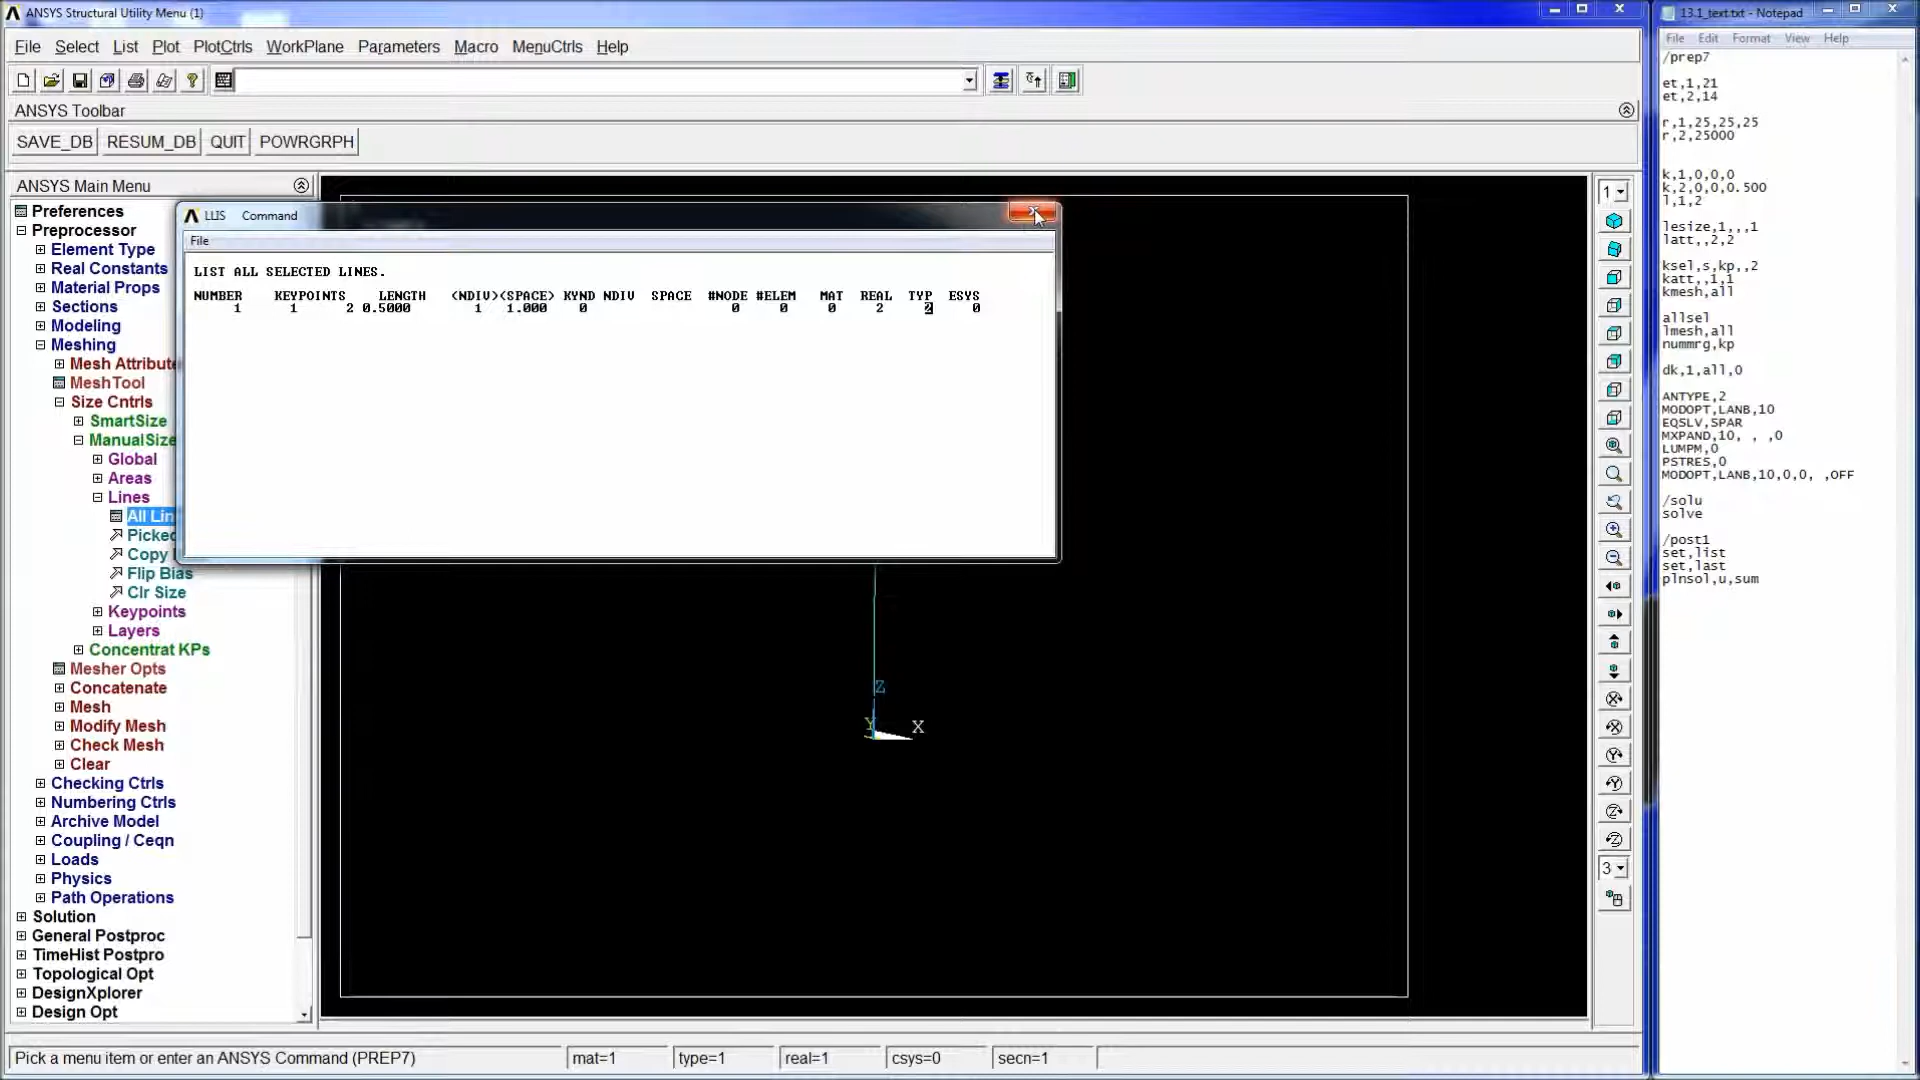 ANSYS Structural Utility Menu (1)
File Select List Plot PlotCtrls WorkPlane Parameters Macro MenuCtrls Help
ANSYS Toolbar
SAVE_DB RESUM_DB QUIT POWRGRPH
ANSYS Main Menu
Preferences
Preprocessor
Element Type
Real Constants
Material Props
Sections
Modeling
Meshing
Mesh Attribute
MeshTool
Size Cntrls
SmartSize
ManualSize
Global
Areas
Lines
All Lin
Picked
Copy
Flip Bias
Clr Size
Keypoints
Layers
Concentrat KPs
Mesher Opts
Concatenate
Mesh
Modify Mesh
Check Mesh
Clear
Checking Ctrls
Numbering Ctrls
Archive Model
Coupling / Ceqn
Loads
Physics
Path Operations
Solution
General Postproc
TimeHist Postpro
Topological Opt
DesignXplorer
Design Opt
LLIS Command
File
LIST ALL SELECTED LINES.
NUMBER KEYPOINTS LENGTH <NDIV><SPACE> KYND NDIV SPACE #NODE #ELEM MAT REAL TYP ESYS
1 1 2 0.5000 1 1.000 0 0 0 0 2 2 0
Z
Y X
1
3
Pick a menu item or enter an ANSYS Command (PREP7) mat=1 type=1 real=1 csys=0 secn=1
13.1_text.txt - Notepad
File Edit Format View Help
/prep7
et,1,21
et,2,14
r,1,25,25,25
r,2,25000
k,1,0,0,0
k,2,0,0,0.500
l,1,2
lesize,1,,,1
latt,,2,2
ksel,s,kp,,2
katt,,1,1
kmesh,all
allsel
lmesh,all
nummrg,kp
dk,1,all,0
ANTYPE,2
MODOPT,LANB,10
EQSLV,SPAR
MXPAND,10, , ,0
LUMPM,0
PSTRES,0
MODOPT,LANB,10,0,0, ,OFF
/solu
solve
/post1
set,list
set,last
plnsol,u,sum